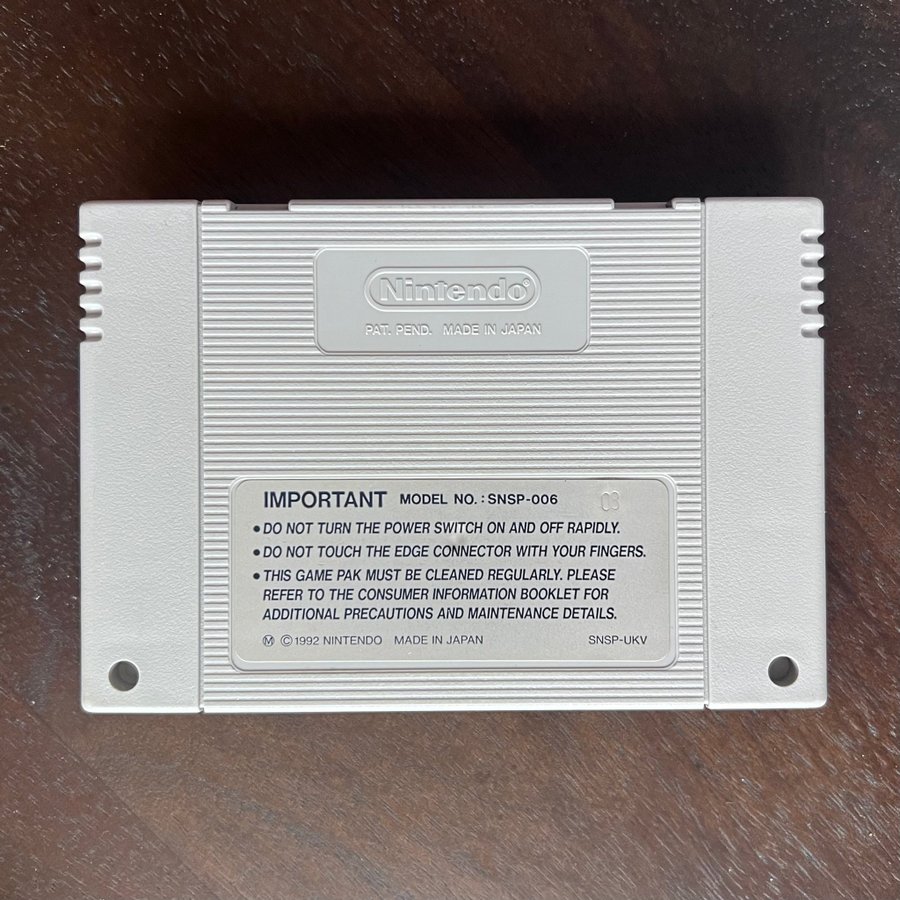 Nintendo®
PAT. PEND. MADE IN JAPAN
IMPORTANT MODEL NO. : SNSP-006 03
• DO NOT TURN THE POWER SWITCH ON AND OFF RAPIDLY.
• DO NOT TOUCH THE EDGE CONNECTOR WITH YOUR FINGERS.
• THIS GAME PAK MUST BE CLEANED REGULARLY. PLEASE
REFER TO THE CONSUMER INFORMATION BOOKLET FOR
ADDITIONAL PRECAUTIONS AND MAINTENANCE DETAILS.
Ⓜ ©1992 NINTENDO MADE IN JAPAN SNSP-UKV